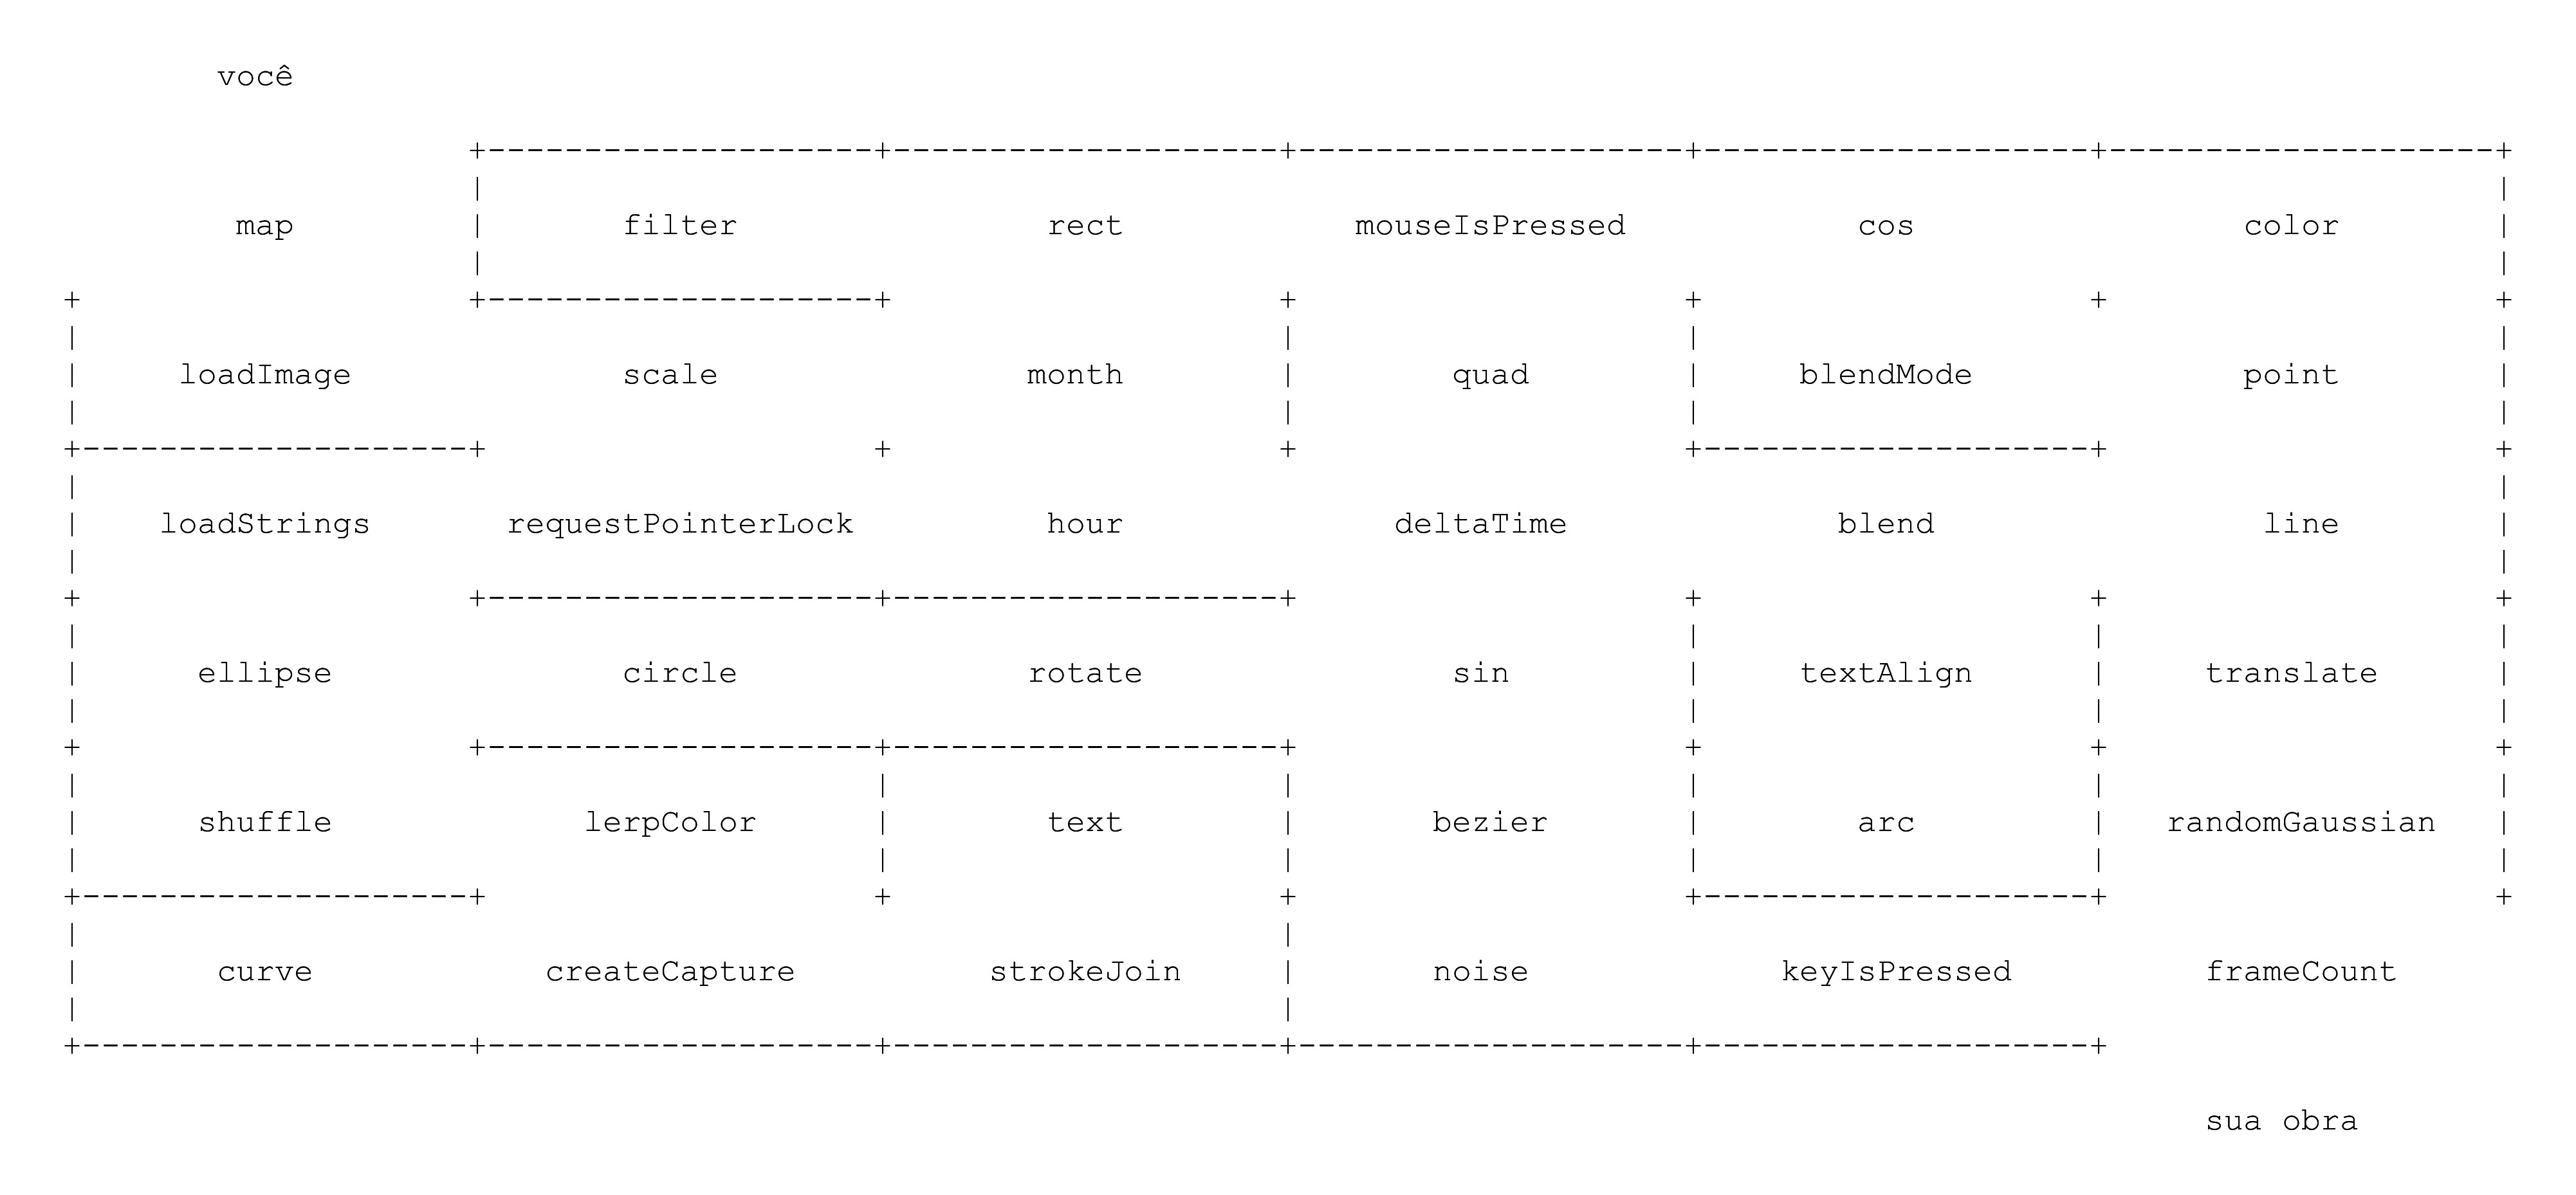 você
map filter rect mouseIsPressed cos color
loadImage scale month quad blendMode point
loadStrings requestPointerLock hour deltaTime blend line
ellipse circle rotate sin textAlign translate
shuffle lerpColor text bezier arc randomGaussian
curve createCapture strokeJoin noise keyIsPressed frameCount
sua obra